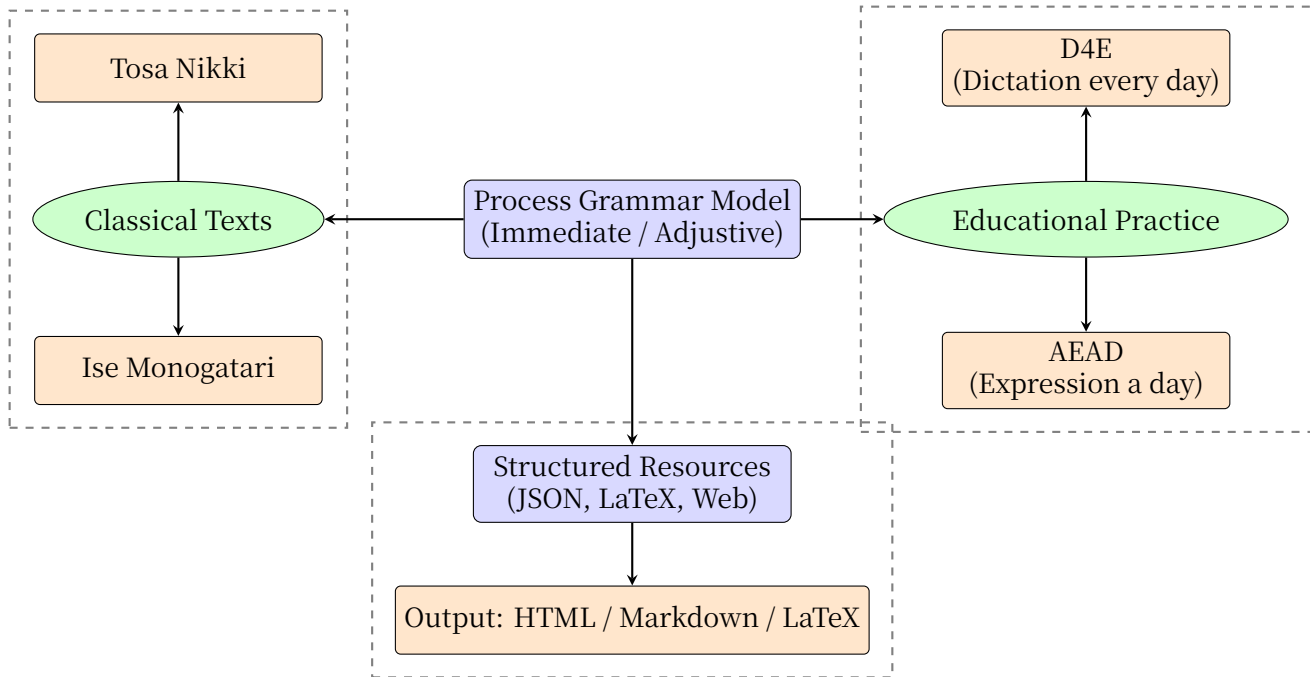 Tosa Nikki
Classical Texts
Ise Monogatari
Process Grammar Model
(Immediate / Adjustive)
D4E
(Dictation every day)
Educational Practice
AEAD
(Expression a day)
Structured Resources
(JSON, LaTeX, Web)
Output: HTML / Markdown / LaTeX